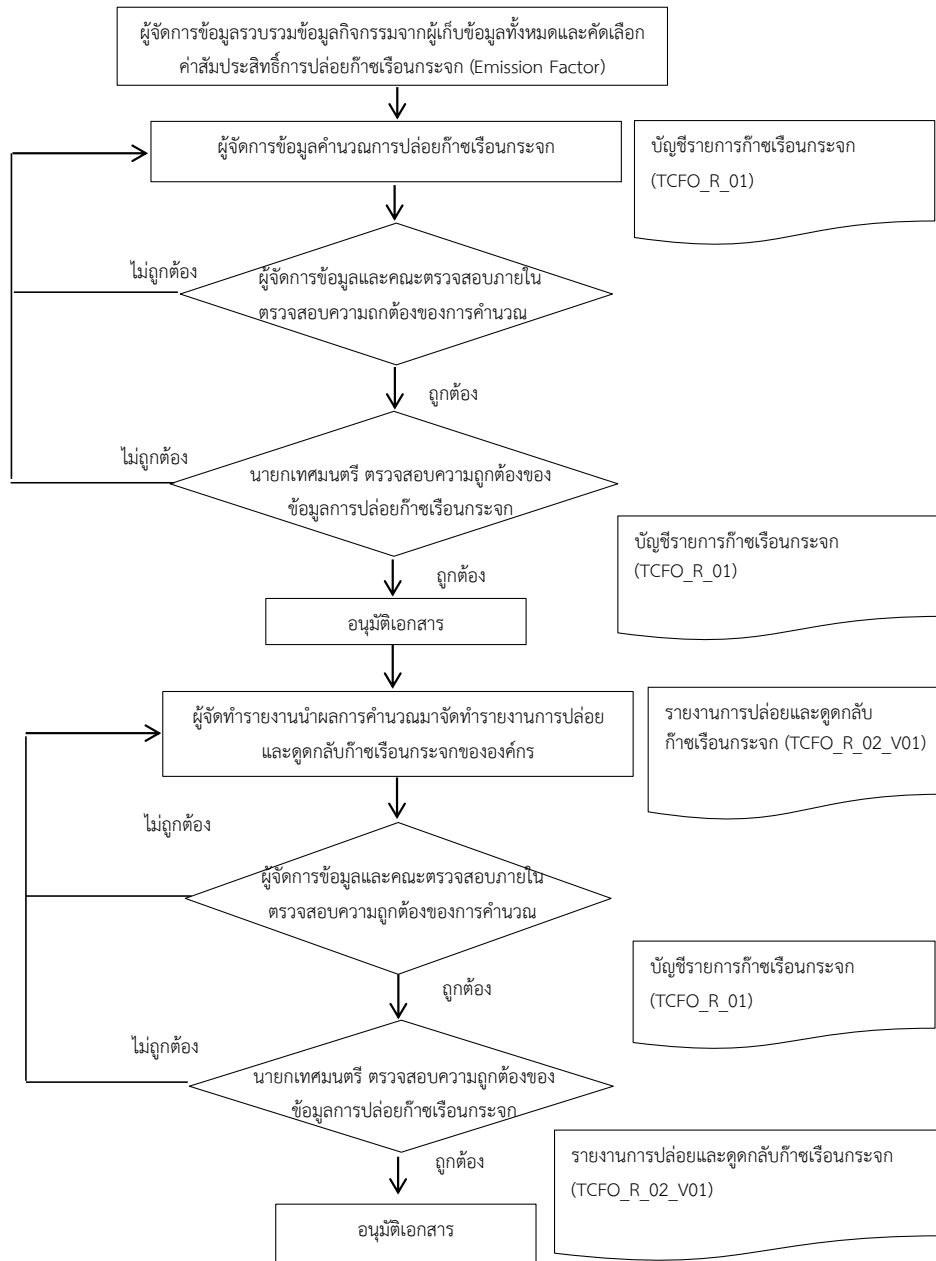 ผู้จัดการข้อมูลรวบรวมข้อมูลกิจกรรมจากผู้เก็บข้อมูลทั้งหมดและคัดเลือก
ค่าสัมประสิทธิ์การปล่อยก๊าซเรือนกระจก (Emission Factor)
ผู้จัดการข้อมูลคำนวณการปล่อยก๊าซเรือนกระจก
บัญชีรายการก๊าซเรือนกระจก
(TCFO_R_01)
ไม่ถูกต้อง
ผู้จัดการข้อมูลและคณะตรวจสอบภายใน
ตรวจสอบความถกต้องของการคำนวณ
ถูกต้อง
ไม่ถูกต้อง
นายกเทศมนตรี ตรวจสอบความถูกต้องของ
ข้อมูลการปล่อยก๊าซเรือนกระจก
บัญชีรายการก๊าซเรือนกระจก
(TCFO_R_01)
ถูกต้อง
อนุมัติเอกสาร
ผู้จัดทำรายงานนำผลการคำนวณมาจัดทำรายงานการปล่อย
และดูดกลับก๊าซเรือนกระจกขององค์กร
รายงานการปล่อยและดูดกลับ
ก๊าซเรือนกระจก (TCFO_R_02_V01)
ไม่ถูกต้อง
ผู้จัดการข้อมูลและคณะตรวจสอบภายใน
ตรวจสอบความถูกต้องของการคำนวณ
บัญชีรายการก๊าซเรือนกระจก
(TCFO_R_01)
ถูกต้อง
ไม่ถูกต้อง
นายกเทศมนตรี ตรวจสอบความถูกต้องของ
ข้อมูลการปล่อยก๊าซเรือนกระจก
ถูกต้อง
รายงานการปล่อยและดูดกลับก๊าซเรือนกระจก
(TCFO_R_02_V01)
อนุมัติเอกสาร